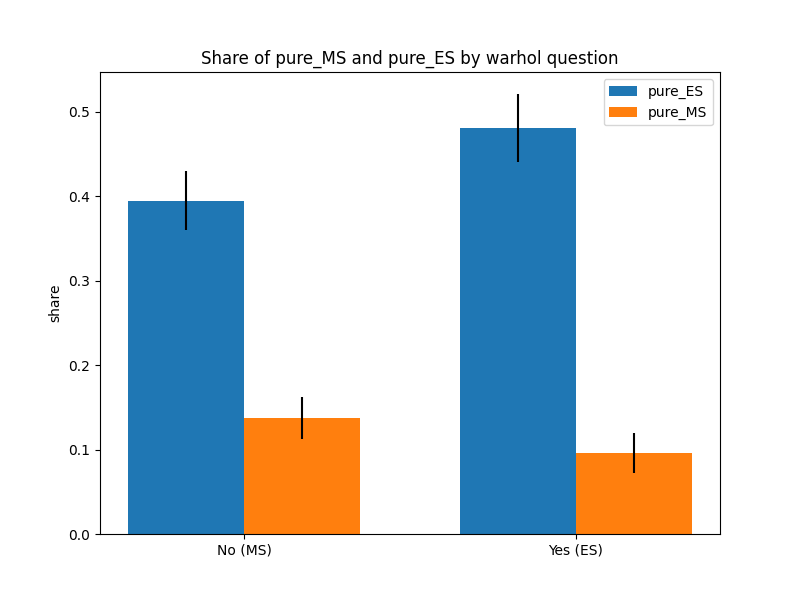 Share of pure_MS and pure_ES by warhol question
pure_ES
pure_MS
0.5
0.4
0.3
0.2
0.1
0.0
share
No (MS)
Yes (ES)